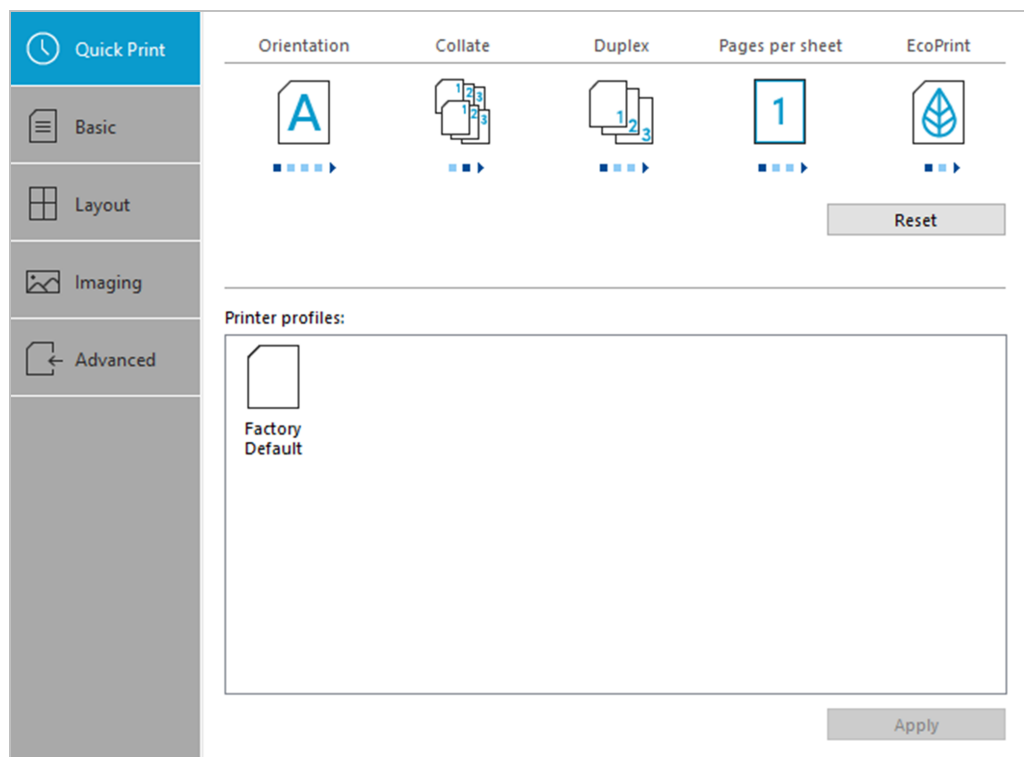 Quick Print
Basic
Layout
Imaging
Advanced
Orientation Collate Duplex Pages per sheet EcoPrint
A 1 2 3 1 2 3 1 2 3 1
Reset
Printer profiles:
Factory
Default
Apply